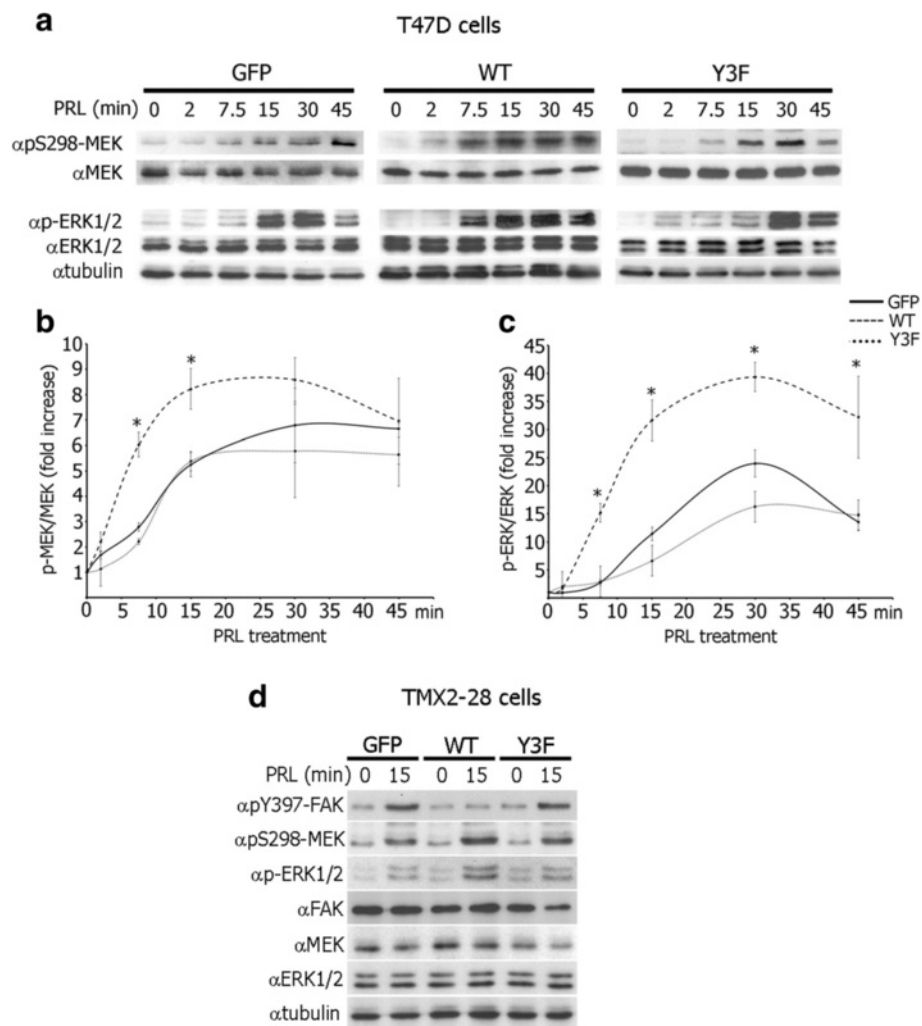 a
T47D cells
GFP WT Y3F
PRL (min) 0 2 7.5 15 30 45 0 2 7.5 15 30 45 0 2 7.5 15 30 45
αpS298-MEK
αMEK
αp-ERK1/2
αERK1/2
αtubulin
b
p-MEK/MEK (fold increase)
10
9
8
7
6
5
4
3
2
1
* *
0 5 10 15 20 25 30 35 40 45 min
PRL treatment
c
GFP
WT
Y3F
p-ERK/ERK (fold increase)
45
40
35
30
25
20
15
10
5
* * * *
0 5 10 15 20 25 30 35 40 45 min
PRL treatment
d
TMX2-28 cells
GFP WT Y3F
PRL (min) 0 15 0 15 0 15
αpY397-FAK
αpS298-MEK
αp-ERK1/2
αFAK
αMEK
αERK1/2
αtubulin